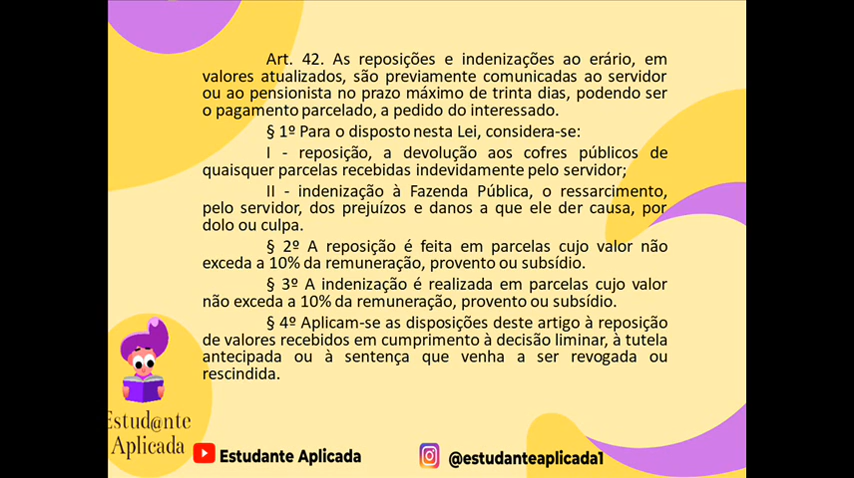 Art. 42. As reposições e indenizações ao erário, em
valores atualizados, são previamente comunicadas ao servidor
ou ao pensionista no prazo máximo de trinta dias, podendo ser
o pagamento parcelado, a pedido do interessado.
§ 1º Para o disposto nesta Lei, considera-se:
I - reposição, a devolução aos cofres públicos de
quaisquer parcelas recebidas indevidamente pelo servidor;
II - indenização à Fazenda Pública, o ressarcimento,
pelo servidor, dos prejuízos e danos a que ele der causa, por
dolo ou culpa.
§ 2º A reposição é feita em parcelas cujo valor não
exceda a 10% da remuneração, provento ou subsídio.
§ 3º A indenização é realizada em parcelas cujo valor
não exceda a 10% da remuneração, provento ou subsídio.
§ 4º Aplicam-se as disposições deste artigo à reposição
de valores recebidos em cumprimento à decisão liminar, à tutela
antecipada ou à sentença que venha a ser revogada ou
rescindida.
Estud@nte
Aplicada
Estudante Aplicada
@estudanteaplicada1